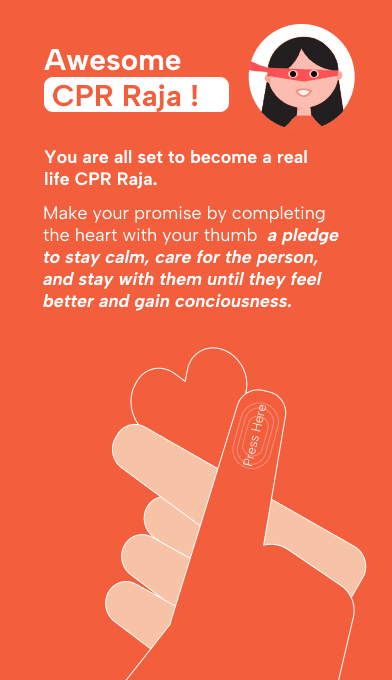 Awesome
CPR Raja !
You are all set to become a real
life CPR Raja.
Make your promise by completing
the heart with your thumb a pledge
to stay calm, care for the person,
and stay with them until they feel
better and gain conciousness.
Press Here